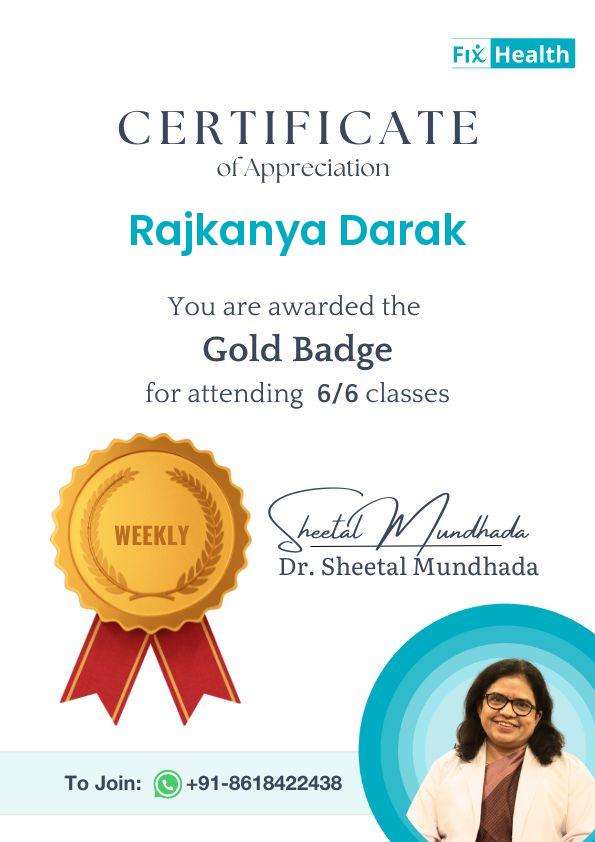 Fix Health
CERTIFICATE
of Appreciation
Rajkanya Darak
You are awarded the
Gold Badge
for attending 6/6 classes
WEEKLY
Sheetal Mundhada
Dr. Sheetal Mundhada
To Join: +91-8618422438